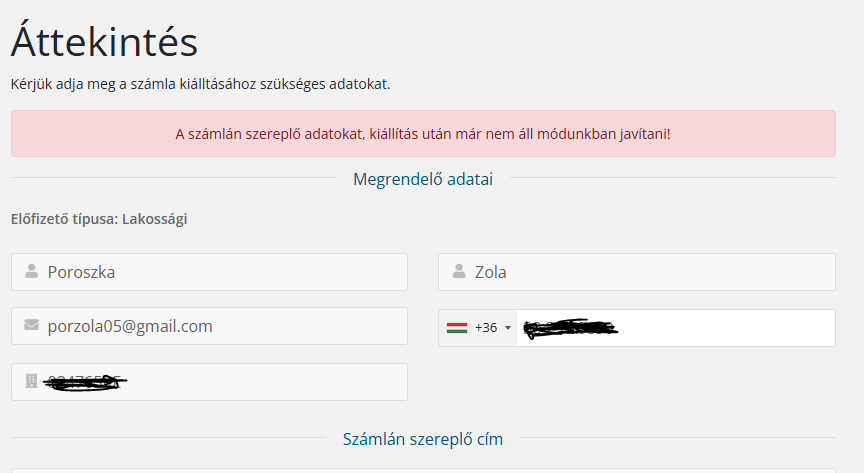 Áttekintés
Kérjük adja meg a számla kiálltásához szükséges adatokat.
A számlán szereplő adatokat, kiállítás után már nem áll módunkban javítani!
Megrendelő adatai
Előfizető típusa: Lakossági
Poroszka Zola
porzola05@gmail.com +36
Számlán szereplő cím